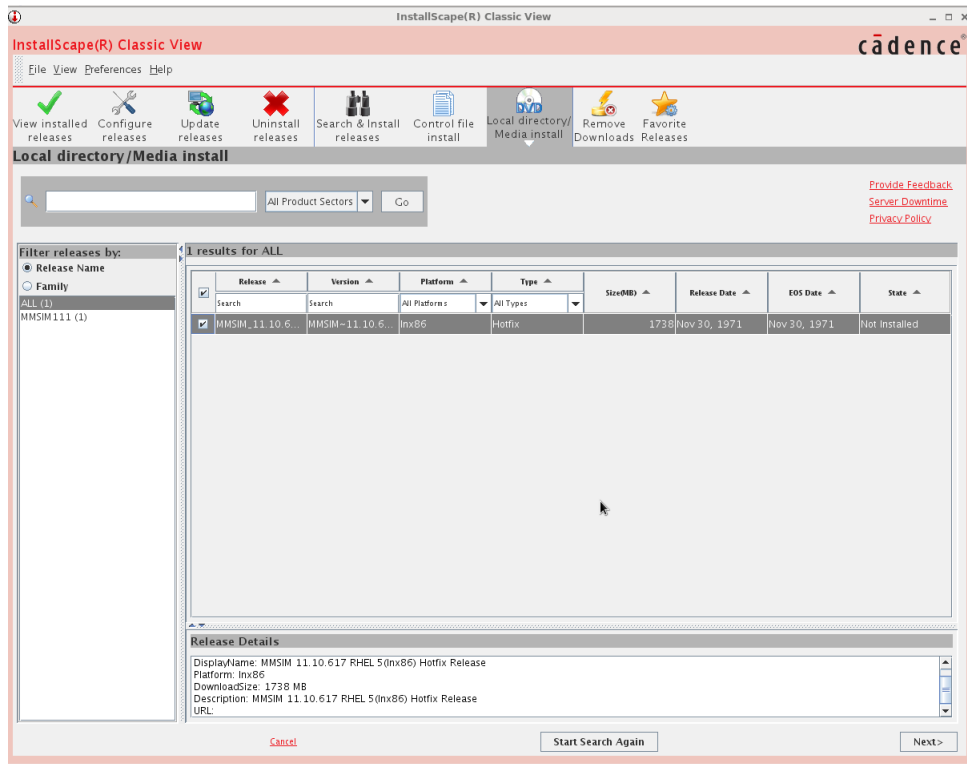 InstallScape(R) Classic View
InstallScape(R) Classic View
cādence®
File View Preferences Help
View installed releases
Configure releases
Update releases
Uninstall releases
Search & Install releases
Control file install
DVD
Local directory/ Media install
Remove Downloads
Favorite Releases
Local directory/Media install
All Product Sectors
Go
Provide Feedback
Server Downtime
Privacy Policy
Filter releases by:
Release Name
Family
ALL (1)
MMSIM111 (1)
1 results for ALL
Release Version Platform Type Size(MB) Release Date EOS Date State
Search Search All Platforms All Types
MMSIM_11.10.6... MMSIM-11.10.6... lnx86 Hotfix 1738 Nov 30, 1971 Nov 30, 1971 Not Installed
Release Details
DisplayName: MMSIM 11.10.617 RHEL 5(lnx86) Hotfix Release
Platform: lnx86
DownloadSize: 1738 MB
Description: MMSIM 11.10.617 RHEL 5(lnx86) Hotfix Release
URL:
Cancel
Start Search Again
Next>